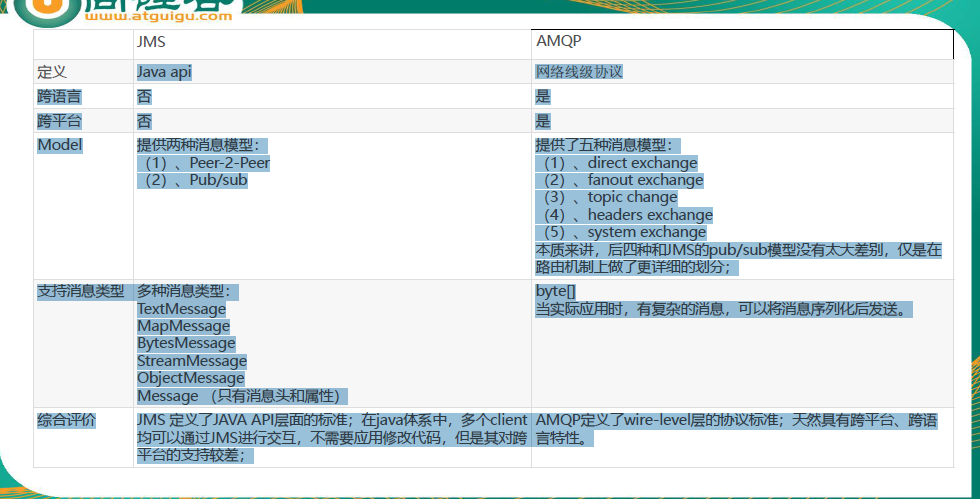 www.atguigu.com
JMS
AMQP
定义
Java api
网络线级协议
跨语言
否
是
跨平台
否
是
Model
提供两种消息模型：
（1）、Peer-2-Peer
（2）、Pub/sub
提供了五种消息模型：
（1）、direct exchange
（2）、fanout exchange
（3）、topic change
（4）、headers exchange
（5）、system exchange
本质来讲，后四种和JMS的pub/sub模型没有太大差别，仅是在
路由机制上做了更详细的划分；
支持消息类型
多种消息类型：
TextMessage
MapMessage
BytesMessage
StreamMessage
ObjectMessage
Message （只有消息头和属性）
byte[]
当实际应用时，有复杂的消息，可以将消息序列化后发送。
综合评价
JMS 定义了JAVA API层面的标准；在java体系中，多个client
均可以通过JMS进行交互，不需要应用修改代码，但是其对跨
平台的支持较差；
AMQP定义了wire-level层的协议标准；天然具有跨平台、跨语
言特性。